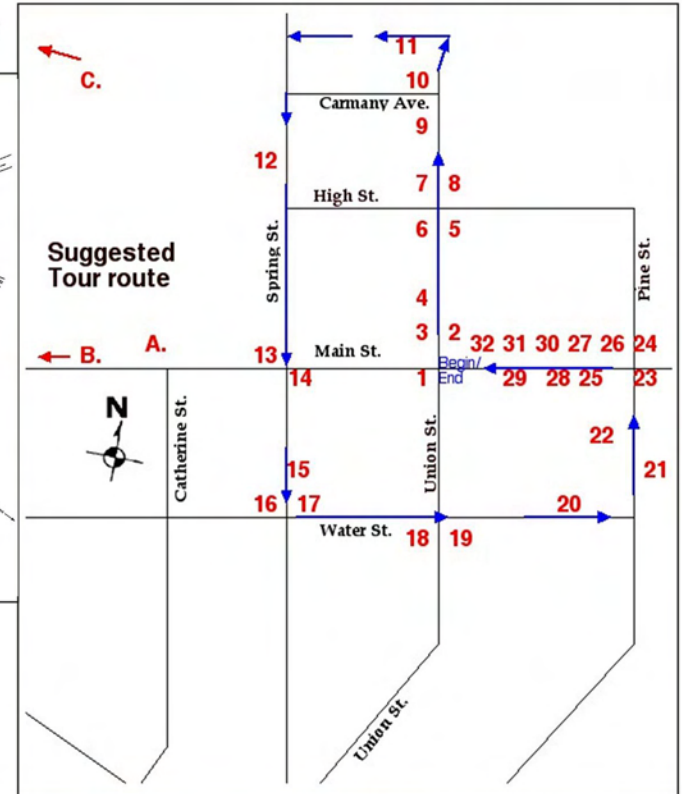 11
C.
10
Carmany Ave.
9
12
7 8
High St.
6 5
Spring St.
Pine St.
Suggested
Tour route
4
3 2
32 31 30 27 26 24
B.
A.
13
Main St.
Begin/
End
14
1
29 28 25 23
N
Catherine St.
Union St.
22
15
21
16 17
20
Water St.
18 19
Union St.